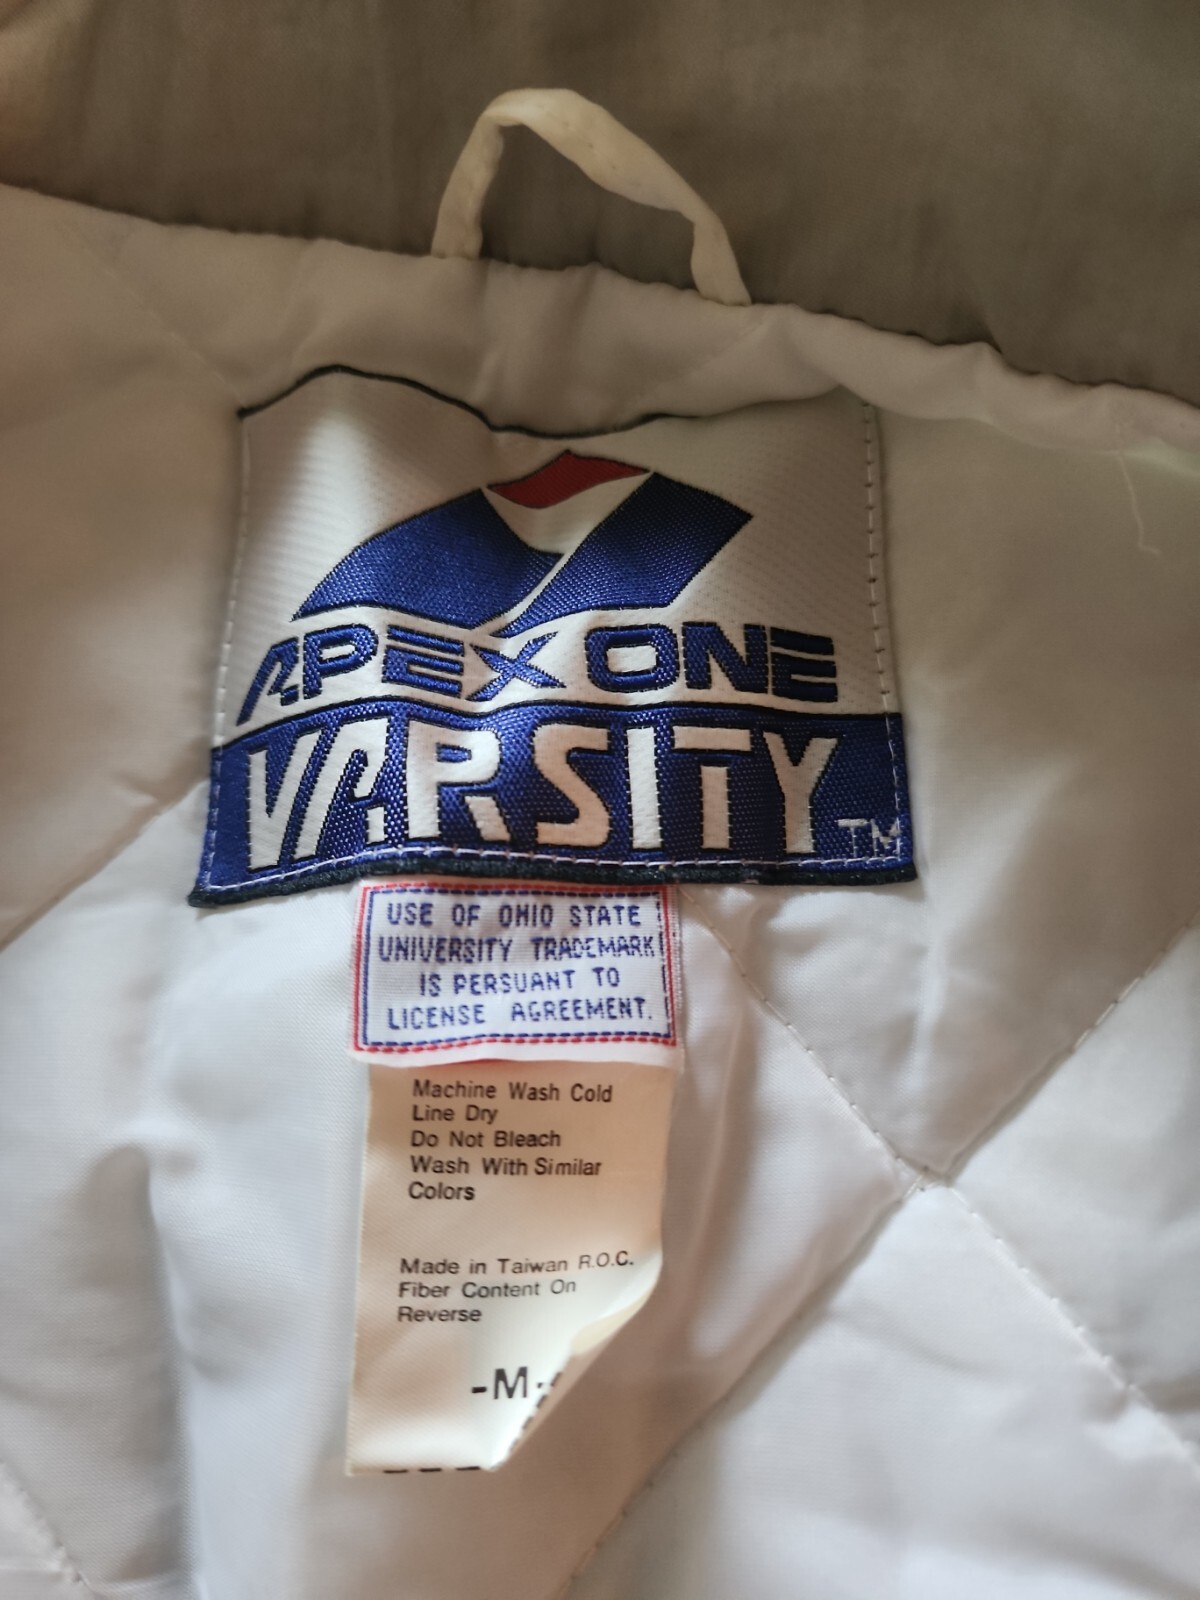 APEX ONE
VARSITY TM
USE OF OHIO STATE
UNIVERSITY TRADEMARK
IS PERSUANT TO
LICENSE AGREEMENT.
Machine Wash Cold
Line Dry
Do Not Bleach
Wash With Similar
Colors
Made in Taiwan R.O.C.
Fiber Content On
Reverse
-M-